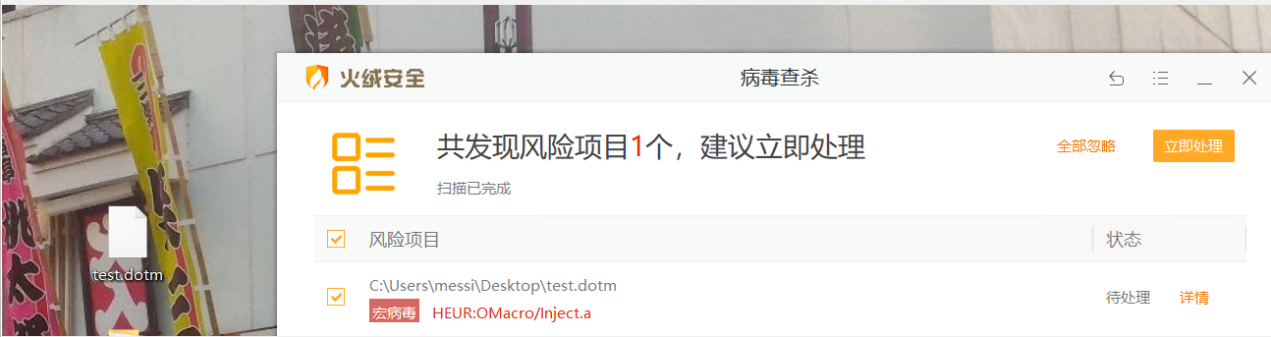 火绒安全
病毒查杀
共发现风险项目1个，建议立即处理
全部忽略
立即处理
扫描已完成
风险项目
状态
test.dotm
C:\Users\messi\Desktop\test.dotm
待处理
详情
宏病毒
HEUR:OMacro/Inject.a
桃太郎